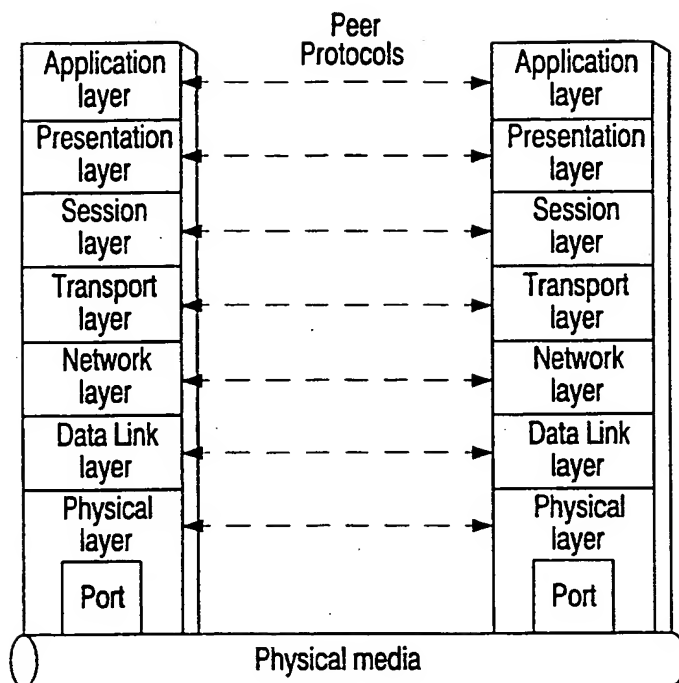 Peer
Protocols
Application
layer
Application
layer
Presentation
layer
Presentation
layer
Session
layer
Session
layer
Transport
layer
Transport
layer
Network
layer
Network
layer
Data Link
layer
Data Link
layer
Physical
layer
Physical
layer
Port
Port
Physical media